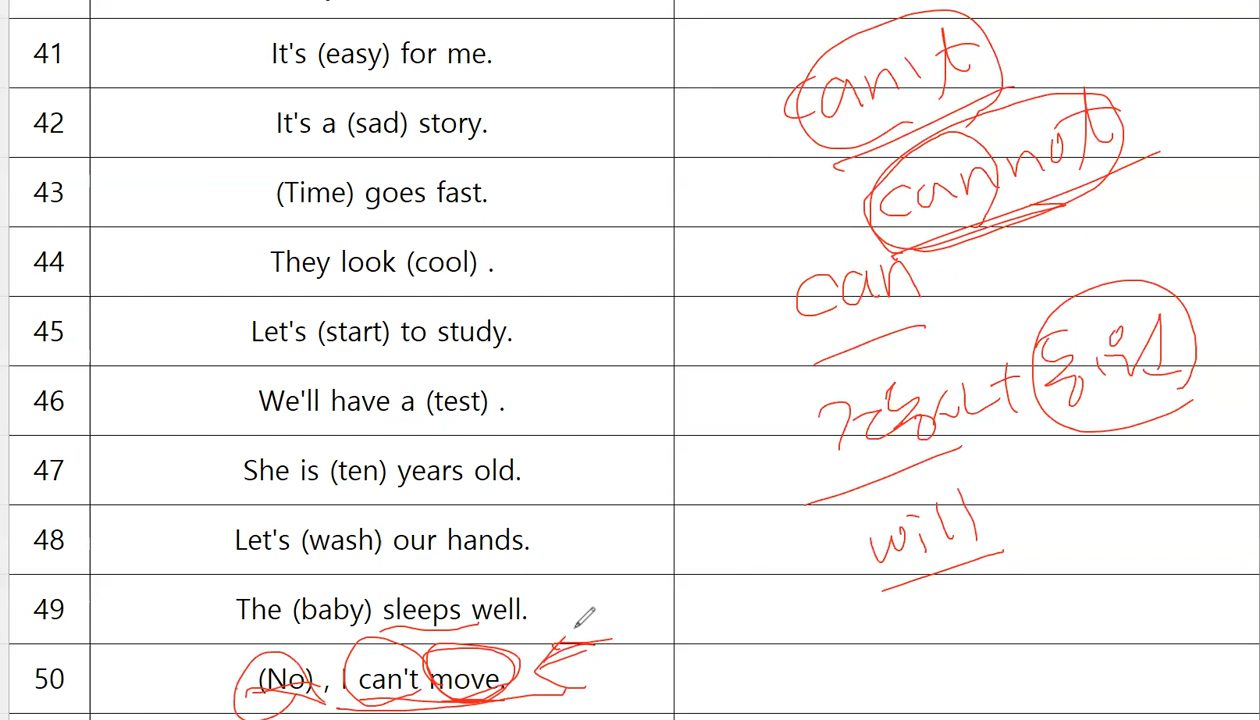 41 It's (easy) for me.
42 It's a (sad) story.
43 (Time) goes fast.
44 They look (cool) .
45 Let's (start) to study.
46 We'll have a (test) .
47 She is (ten) years old.
48 Let's (wash) our hands.
49 The (baby) sleeps well.
50 (No) , I can't move.
can't
cannot
can
+ 동.원
will